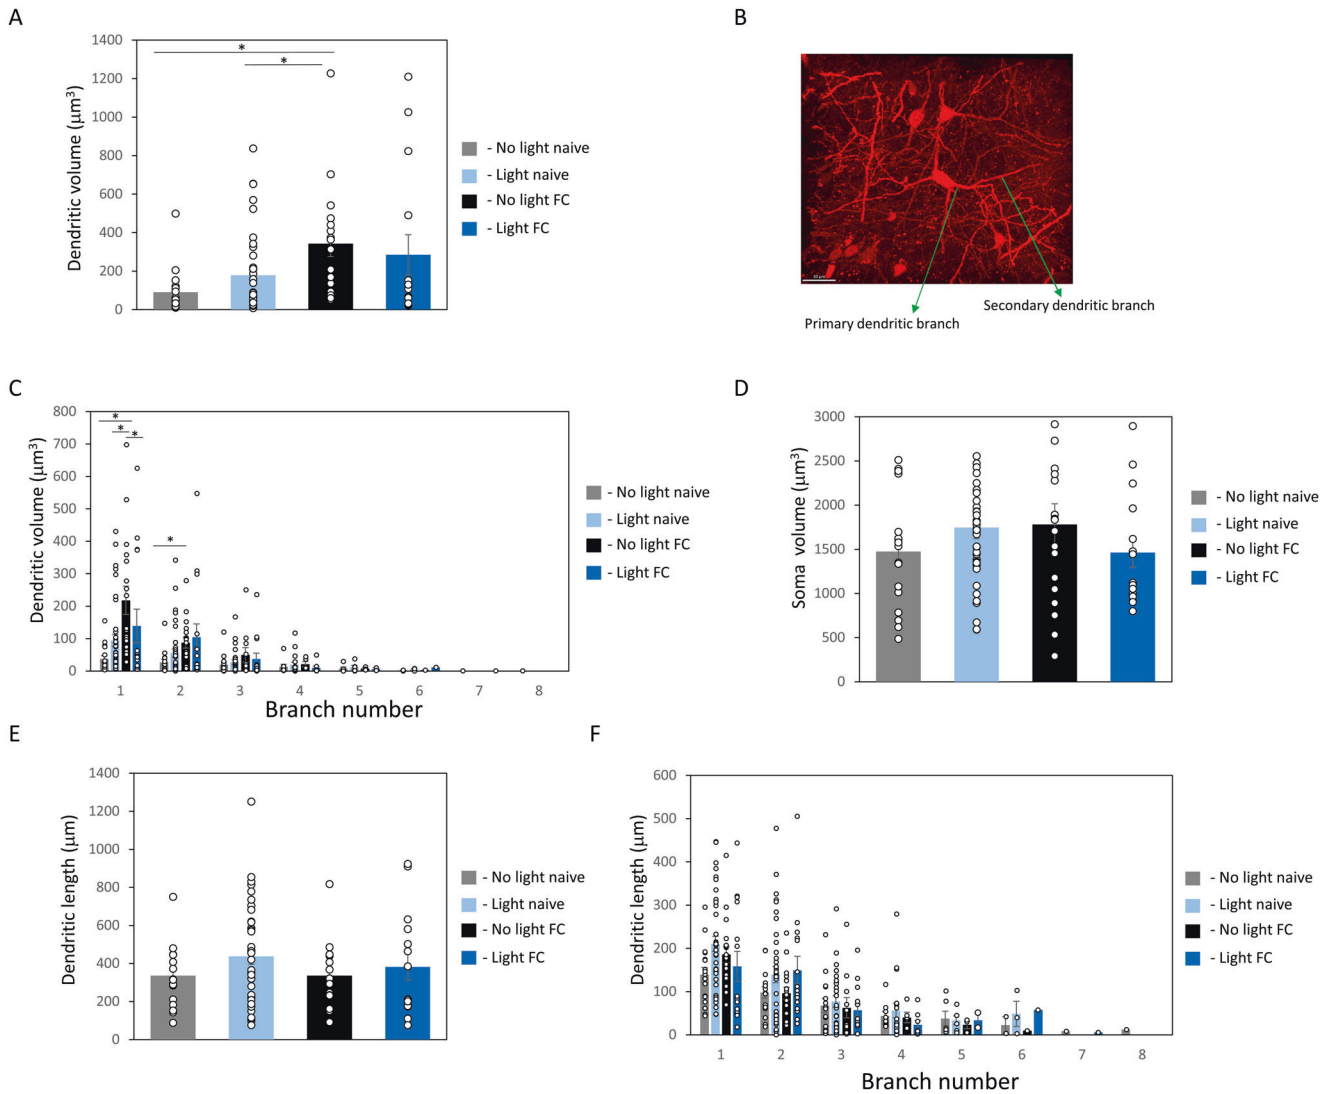 A
B
1400
1200
1000
800
600
400
200
0
Dendritic volume (µm³)
*
*
- No light naive
- Light naive
- No light FC
- Light FC
Primary dendritic branch
Secondary dendritic branch
C
D
800
700
600
500
400
300
200
100
0
Dendritic volume (µm³)
*
*
*
*
1 2 3 4 5 6 7 8
Branch number
- No light naive
- Light naive
- No light FC
- Light FC
3000
2500
2000
1500
1000
500
0
Soma volume (µm³)
- No light naive
- Light naive
- No light FC
- Light FC
E
F
1400
1200
1000
800
600
400
200
0
Dendritic length (µm)
- No light naive
- Light naive
- No light FC
- Light FC
600
500
400
300
200
100
0
Dendritic length (µm)
1 2 3 4 5 6 7 8
Branch number
- No light naive
- Light naive
- No light FC
- Light FC